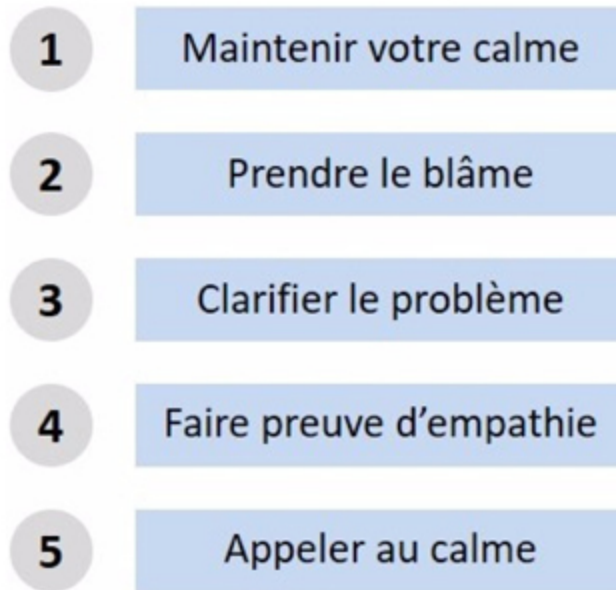 1 Maintenir votre calme
2 Prendre le blâme
3 Clarifier le problème
4 Faire preuve d’empathie
5 Appeler au calme